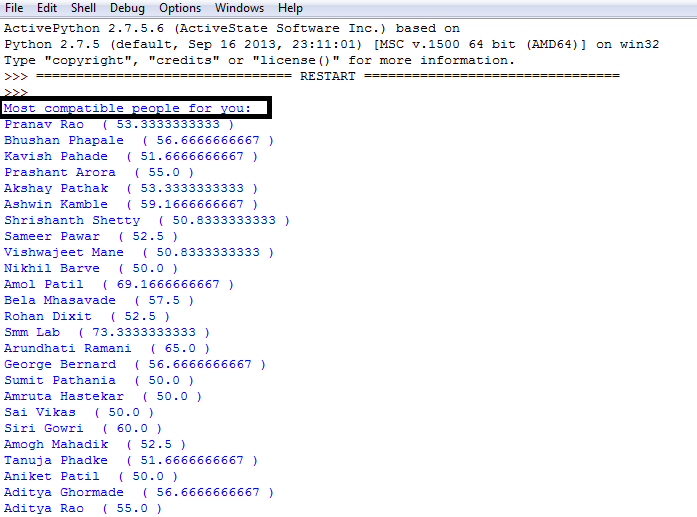 File Edit Shell Debug Options Windows Help
ActivePython 2.7.5.6 (ActiveState Software Inc.) based on
Python 2.7.5 (default, Sep 16 2013, 23:11:01) [MSC v.1500 64 bit (AMD64)] on win32
Type "copyright", "credits" or "license()" for more information.
>>> ================================ RESTART ================================
>>>
Most compatible people for you:
Pranav Rao  ( 53.3333333333 )
Bhushan Phapale  ( 56.6666666667 )
Kavish Pahade  ( 51.6666666667 )
Prashant Arora  ( 55.0 )
Akshay Pathak  ( 53.3333333333 )
Ashwin Kamble  ( 59.1666666667 )
Shrishanth Shetty  ( 50.8333333333 )
Sameer Pawar  ( 52.5 )
Vishwajeet Mane  ( 50.8333333333 )
Nikhil Barve  ( 50.0 )
Amol Patil  ( 69.1666666667 )
Bela Mhasavade  ( 57.5 )
Rohan Dixit  ( 52.5 )
Smm Lab  ( 73.3333333333 )
Arundhati Ramani  ( 65.0 )
George Bernard  ( 56.6666666667 )
Sumit Pathania  ( 50.0 )
Amruta Hastekar  ( 50.0 )
Sai Vikas  ( 50.0 )
Siri Gowri  ( 60.0 )
Amogh Mahadik  ( 52.5 )
Tanuja Phadke  ( 51.6666666667 )
Aniket Patil  ( 50.0 )
Aditya Ghormade  ( 56.6666666667 )
Aditya Rao  ( 55.0 )